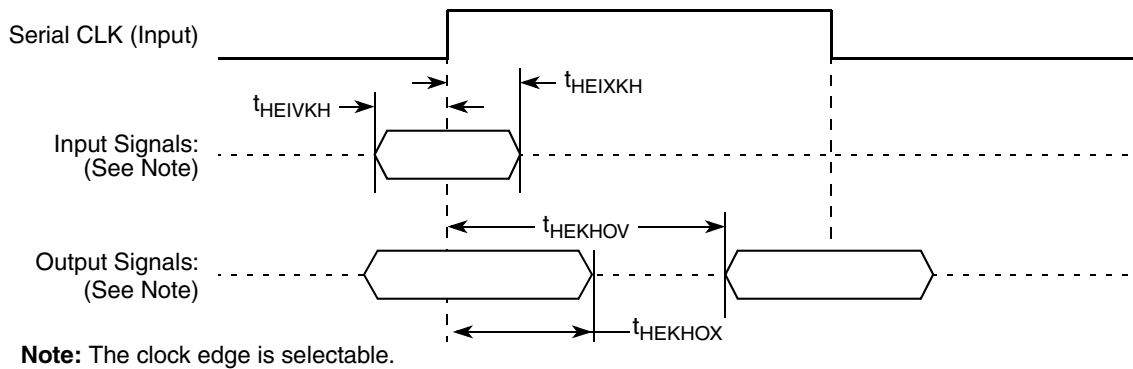 Serial CLK (Input)
tHEIXKH
tHEIVKH
Input Signals:
(See Note)
tHEKHOV
Output Signals:
(See Note)
tHEKHOX
Note: The clock edge is selectable.